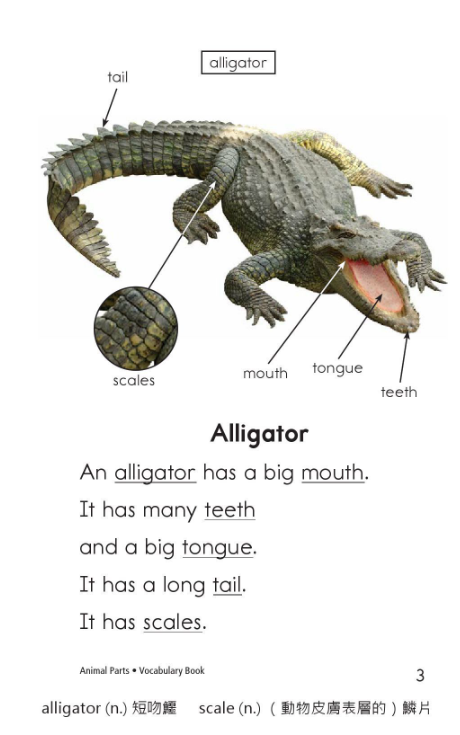 alligator
tail
scales
mouth
tongue
teeth
Alligator
An alligator has a big mouth.
It has many teeth
and a big tongue.
It has a long tail.
It has scales.
Animal Parts • Vocabulary Book
3
alligator (n.) 短吻鱷 scale (n.) （動物皮膚表層的）鱗片